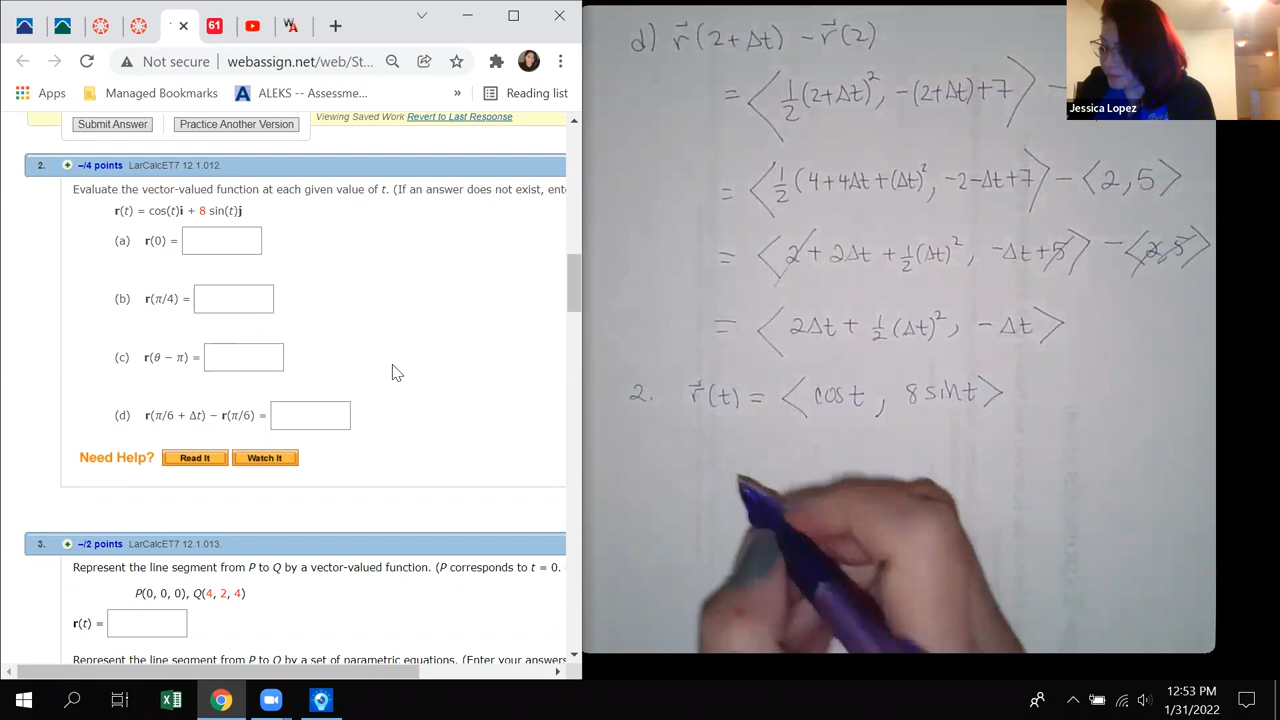 61
Not secure | webassign.net/web/St...
Apps Managed Bookmarks ALEKS -- Assessme... » Reading list
Submit Answer Practice Another Version Viewing Saved Work Revert to Last Response
2. –/4 points LarCalcET7 12.1.012.
Evaluate the vector-valued function at each given value of t. (If an answer does not exist, ente
r(t) = cos(t)i + 8 sin(t)j
(a) r(0) =
(b) r(π/4) =
(c) r(θ − π) =
(d) r(π/6 + Δt) − r(π/6) =
Need Help? Read It Watch It
3. –/2 points LarCalcET7 12.1.013.
Represent the line segment from P to Q by a vector-valued function. (P corresponds to t = 0.
P(0, 0, 0), Q(4, 2, 4)
r(t) =
Represent the line segment from P to Q by a set of parametric equations. (Enter your answers
d) r⃗(2+Δt) − r⃗(2)
= ⟨ ½(2+Δt)², −(2+Δt)+7 ⟩ −
= ⟨ ½(4+4Δt+(Δt)², −2−Δt+7 ⟩ − ⟨2,5⟩
= ⟨ 2+2Δt+½(Δt)², −Δt+5 ⟩ − ⟨2,5⟩
= ⟨ 2Δt+½(Δt)², −Δt ⟩
2. r⃗(t) = ⟨ cost, 8sint ⟩
Jessica Lopez
12:53 PM
1/31/2022